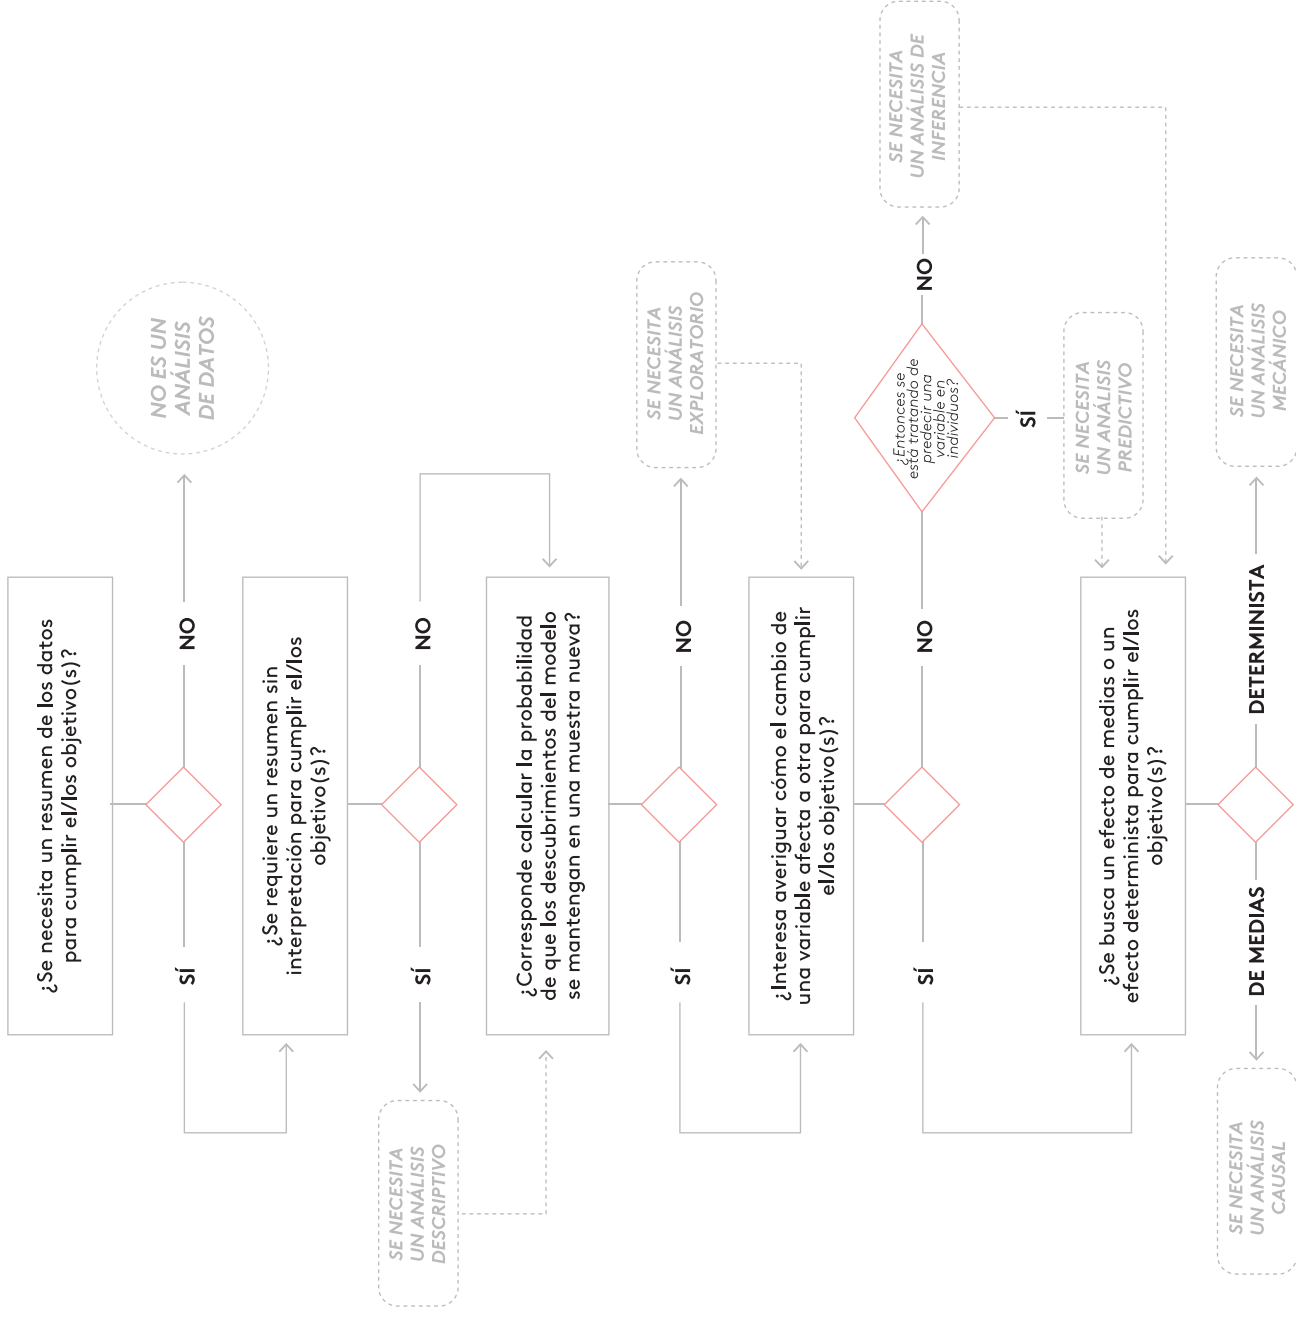 ¿Se necesita un resumen de los datos
para cumplir el/los objetivo(s)?
SÍ
NO
NO ES UN
ANÁLISIS
DE DATOS
¿Se requiere un resumen sin
interpretación para cumplir el/los
objetivo(s)?
SÍ
NO
SE NECESITA
UN ANÁLISIS
DESCRIPTIVO
¿Corresponde calcular la probabilidad
de que los descubrimientos del modelo
se mantengan en una muestra nueva?
SÍ
NO
SE NECESITA
UN ANÁLISIS
EXPLORATORIO
¿Interesa averiguar cómo el cambio de
una variable afecta a otra para cumplir
el/los objetivo(s)?
SÍ
NO
¿Entonces se
está tratando de
predecir una
variable en
individuos?
NO
SE NECESITA
UN ANÁLISIS DE
INFERENCIA
SÍ
SE NECESITA
UN ANÁLISIS
PREDICTIVO
¿Se busca un efecto de medias o un
efecto determinista para cumplir el/los
objetivo(s)?
DE MEDIAS
DETERMINISTA
SE NECESITA
UN ANÁLISIS
CAUSAL
SE NECESITA
UN ANÁLISIS
MECÁNICO